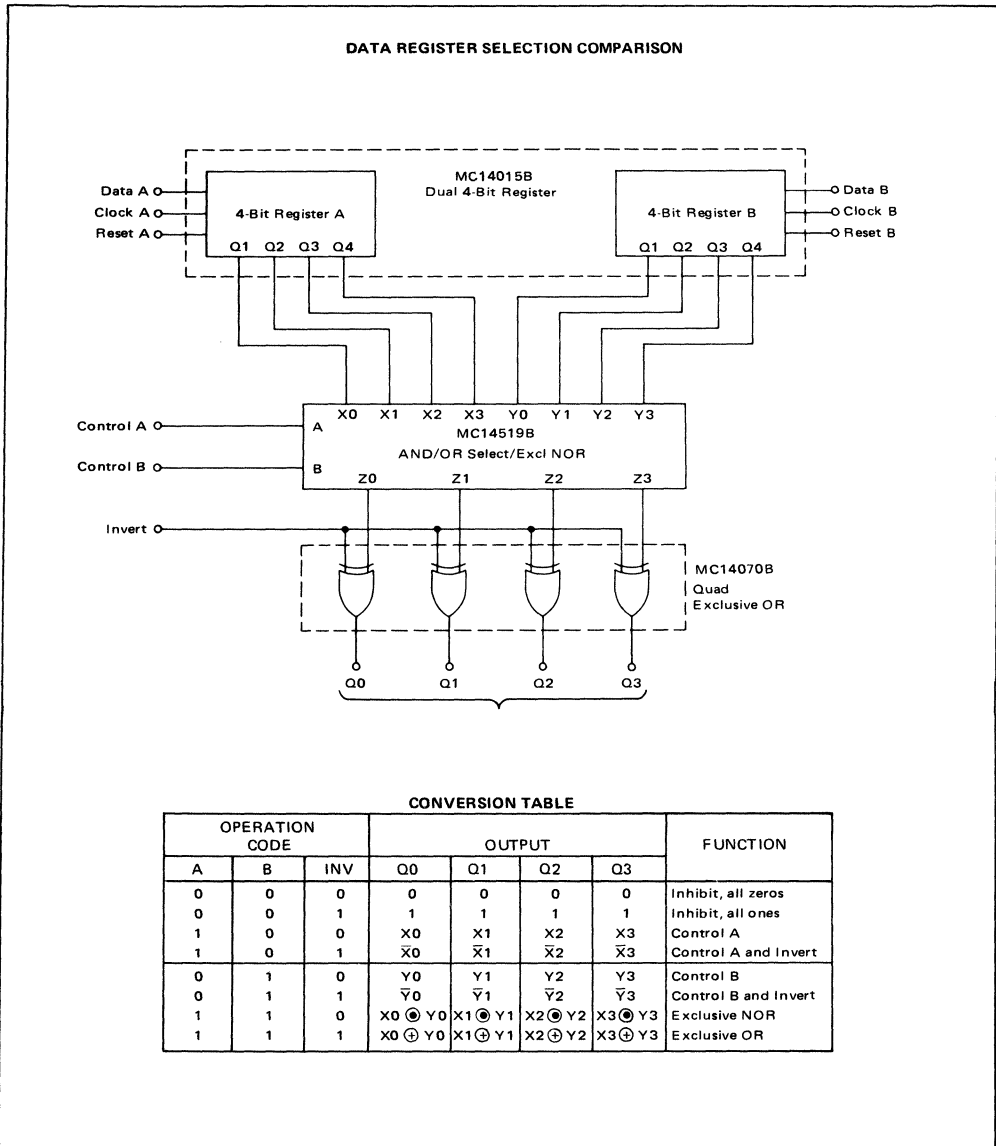 DATA REGISTER SELECTION COMPARISON
MC14015B
Dual 4-Bit Register
Data A
Clock A
Reset A
4-Bit Register A
Q1 Q2 Q3 Q4
4-Bit Register B
Q1 Q2 Q3 Q4
Data B
Clock B
Reset B
Control A
Control B
X0 X1 X2 X3 Y0 Y1 Y2 Y3
A
MC14519B
AND/OR Select/Excl NOR
B
Z0 Z1 Z2 Z3
Invert
MC14070B
Quad
Exclusive OR
Q0 Q1 Q2 Q3
CONVERSION TABLE
OPERATION CODE OUTPUT FUNCTION
A B INV Q0 Q1 Q2 Q3
0 0 0 0 0 0 0 Inhibit, all zeros
0 0 1 1 1 1 1 Inhibit, all ones
1 0 0 X0 X1 X2 X3 Control A
1 0 1 X̅0 X̅1 X̅2 X̅3 Control A and Invert
0 1 0 Y0 Y1 Y2 Y3 Control B
0 1 1 Y̅0 Y̅1 Y̅2 Y̅3 Control B and Invert
1 1 0 X0 ⊙ Y0 X1 ⊙ Y1 X2 ⊙ Y2 X3 ⊙ Y3 Exclusive NOR
1 1 1 X0 ⊕ Y0 X1 ⊕ Y1 X2 ⊕ Y2 X3 ⊕ Y3 Exclusive OR